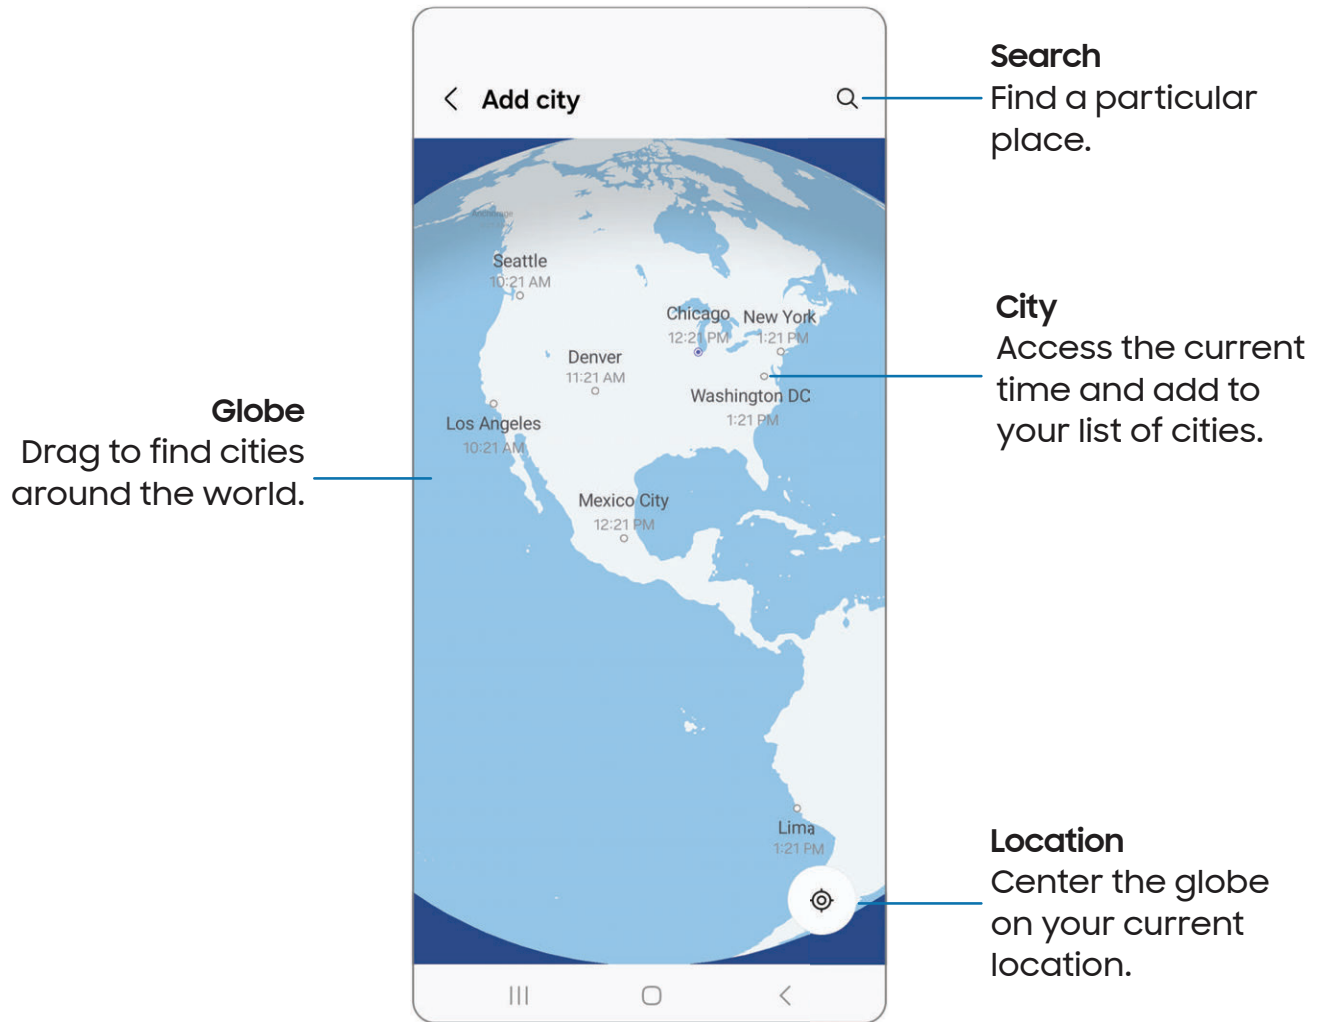 Add city
Search
Find a particular
place.
Anchorage
Seattle
10:21 AM
Chicago
12:21 PM
New York
1:21 PM
Denver
11:21 AM
Washington DC
1:21 PM
Los Angeles
10:21 AM
Mexico City
12:21 PM
Lima
1:21 PM
City
Access the current
time and add to
your list of cities.
Globe
Drag to find cities
around the world.
Location
Center the globe
on your current
location.